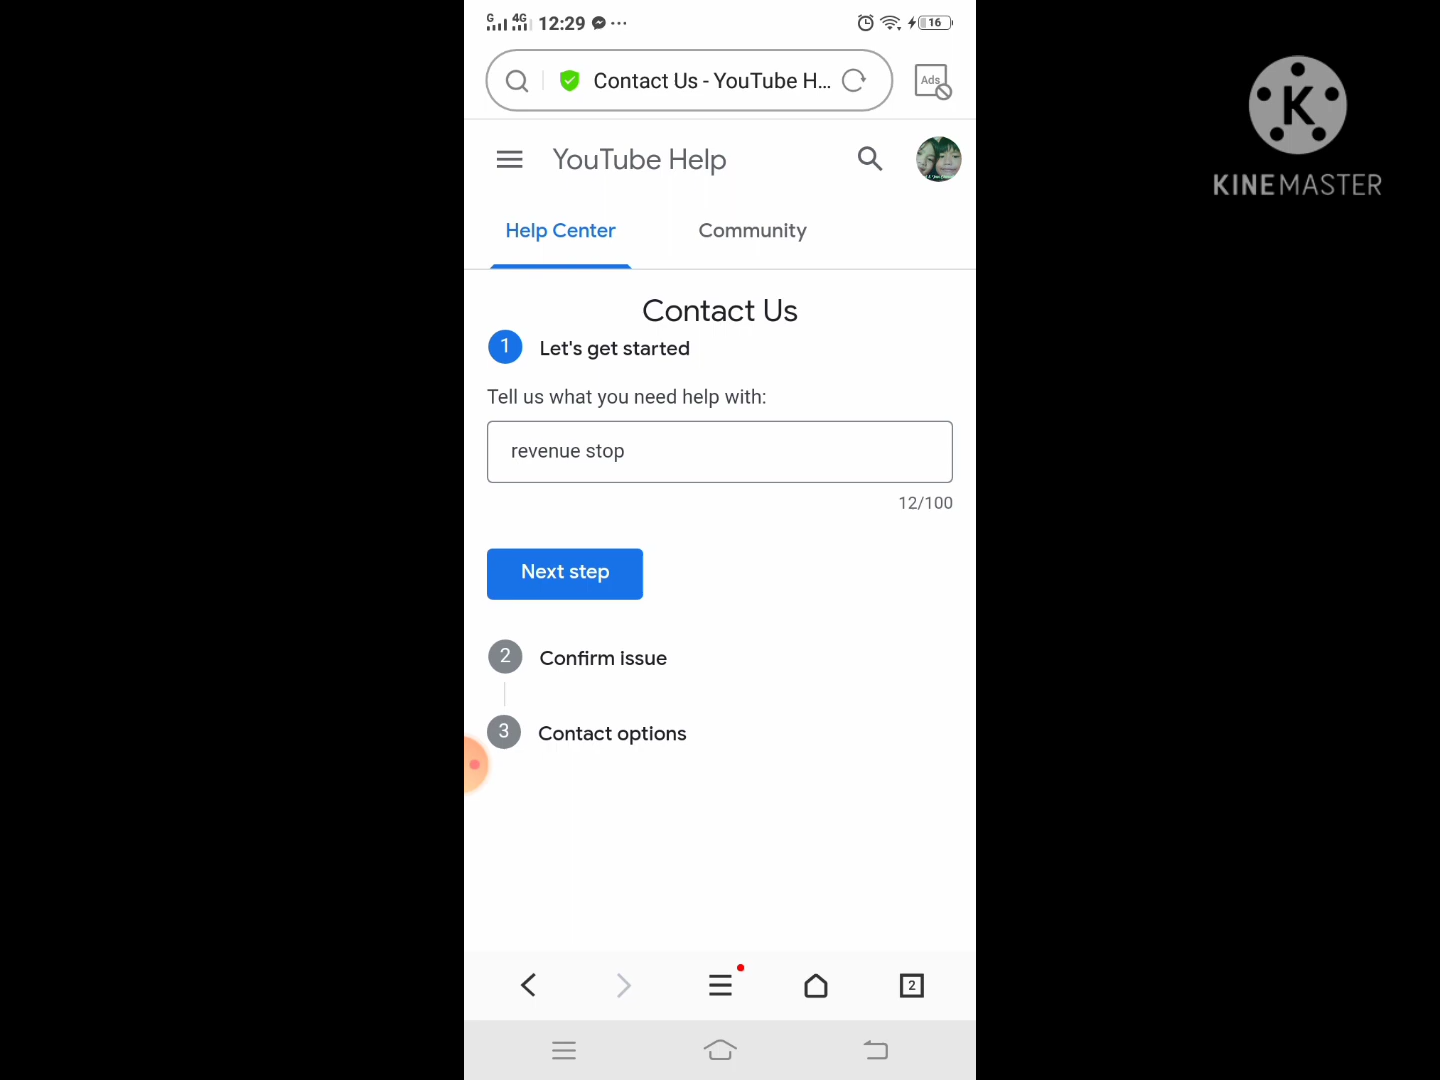 G 4G 12:29 16
Contact Us - YouTube H...
Ads
YouTube Help
Help Center Community
Contact Us
1 Let's get started
Tell us what you need help with:
revenue stop
12/100
Next step
2 Confirm issue
3 Contact options
2
K
KINEMASTER